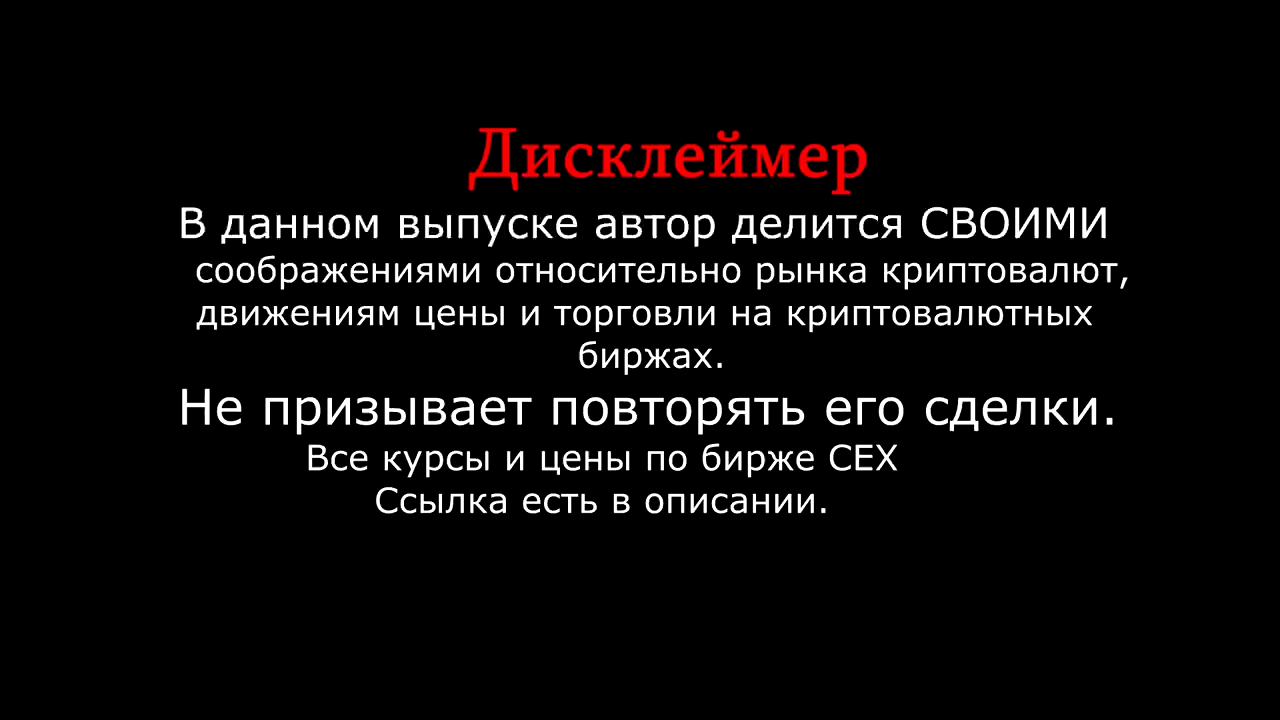 Дисклеймер
В данном выпуске автор делится СВОИМИ
соображениями относительно рынка криптовалют,
движениям цены и торговли на криптовалютных
биржах.
Не призывает повторять его сделки.
Все курсы и цены по бирже CEX
Ссылка есть в описании.